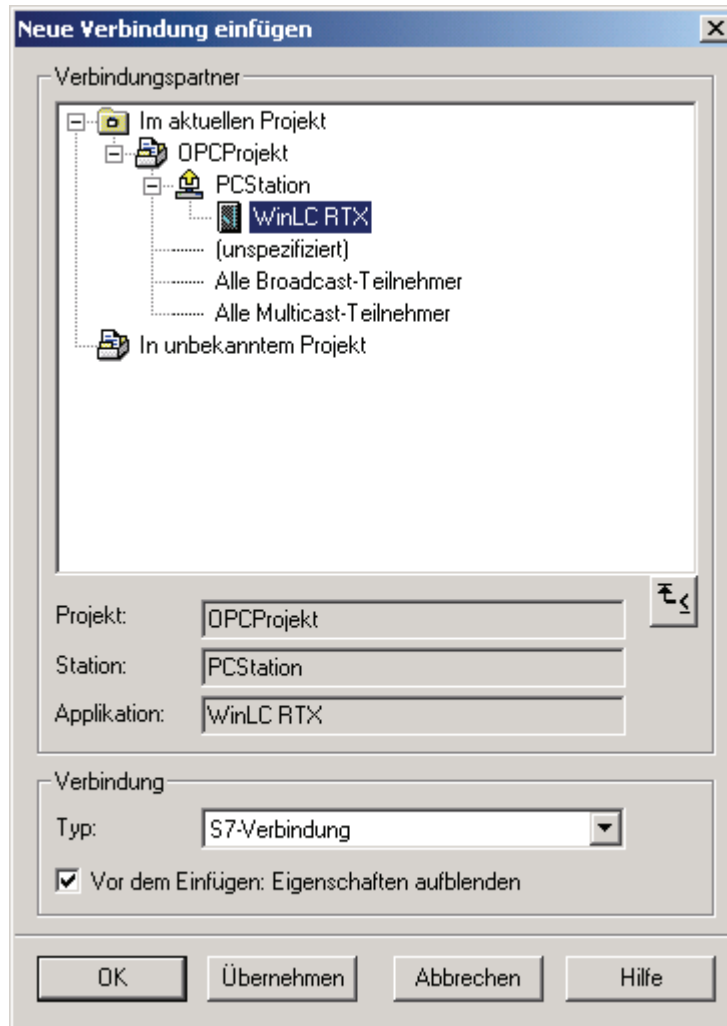 Neue Verbindung einfügen
Verbindungspartner
Im aktuellen Projekt
OPCProjekt
PCStation
WinLC RTX
(unspezifiziert)
Alle Broadcast-Teilnehmer
Alle Multicast-Teilnehmer
In unbekanntem Projekt
Projekt: OPCProjekt
Station: PCStation
Applikation: WinLC RTX
Verbindung
Typ: S7-Verbindung
Vor dem Einfügen: Eigenschaften aufblenden
OK Übernehmen Abbrechen Hilfe